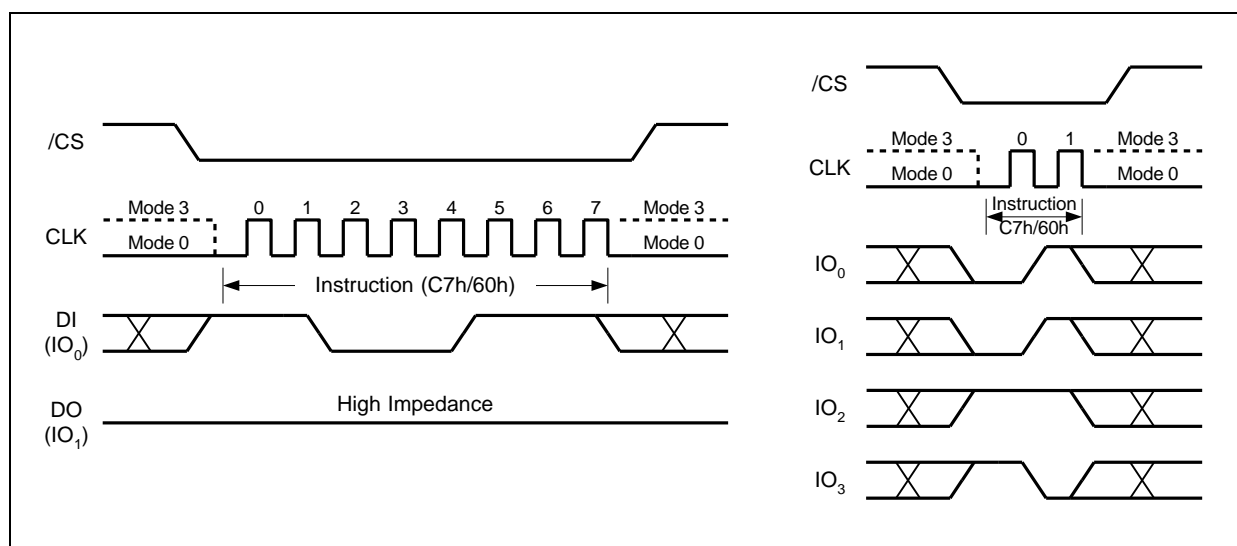 /CS
Mode 3 0 1 2 3 4 5 6 7 Mode 3
CLK Mode 0 Mode 0
Instruction (C7h/60h)
DI
(IO0)
High Impedance
DO
(IO1)
/CS
Mode 3 0 1 Mode 3
CLK Mode 0 Mode 0
Instruction
C7h/60h
IO0
IO1
IO2
IO3